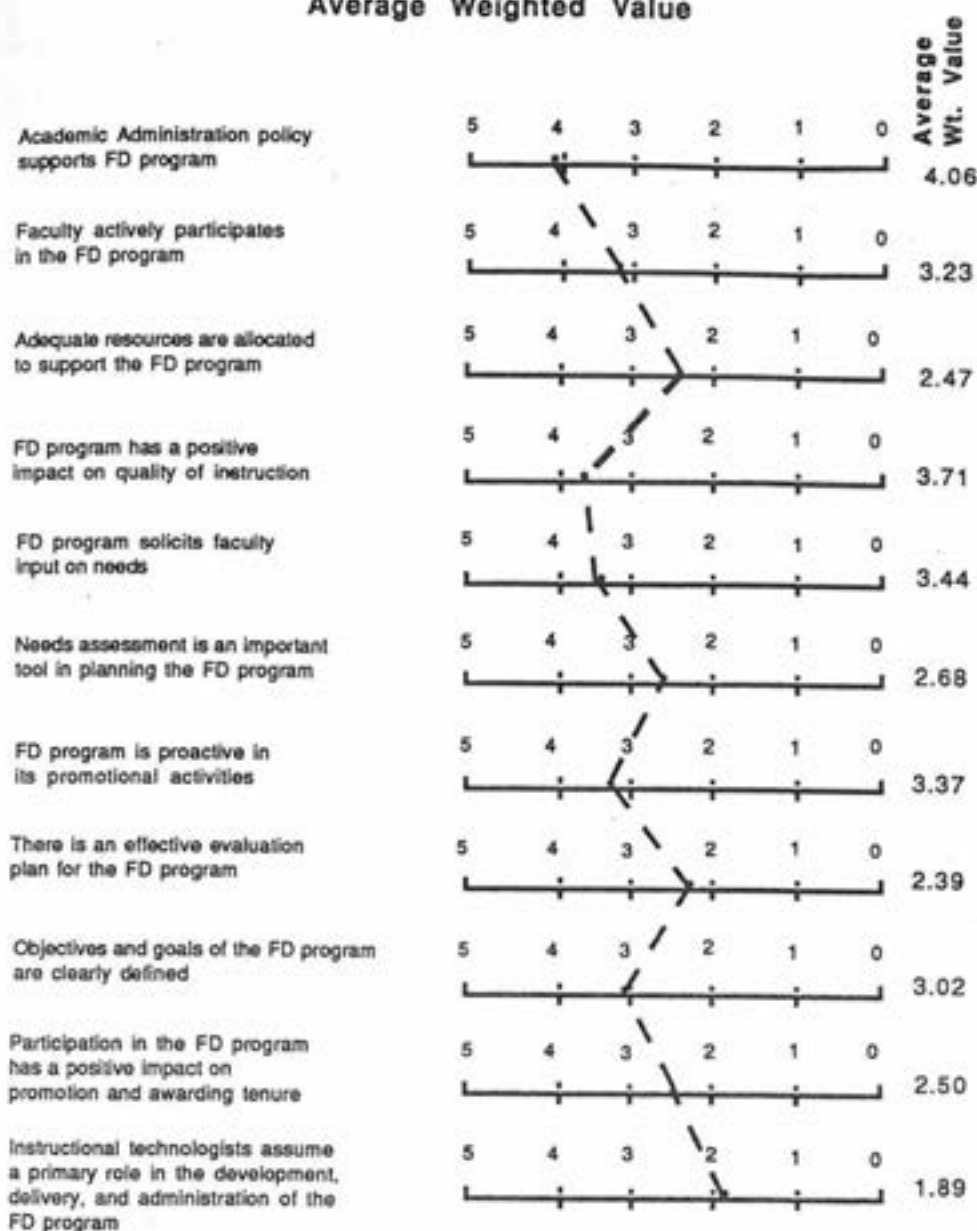 Average Weighted Value
Average
Wt. Value
Academic Administration policy
supports FD program
5 4 3 2 1 0
4.06
Faculty actively participates
in the FD program
5 4 3 2 1 0
3.23
Adequate resources are allocated
to support the FD program
5 4 3 2 1 0
2.47
FD program has a positive
impact on quality of instruction
5 4 3 2 1 0
3.71
FD program solicits faculty
input on needs
5 4 3 2 1 0
3.44
Needs assessment is an important
tool in planning the FD program
5 4 3 2 1 0
2.68
FD program is proactive in
its promotional activities
5 4 3 2 1 0
3.37
There is an effective evaluation
plan for the FD program
5 4 3 2 1 0
2.39
Objectives and goals of the FD program
are clearly defined
5 4 3 2 1 0
3.02
Participation in the FD program
has a positive impact on
promotion and awarding tenure
5 4 3 2 1 0
2.50
Instructional technologists assume
a primary role in the development,
delivery, and administration of the
FD program
5 4 3 2 1 0
1.89